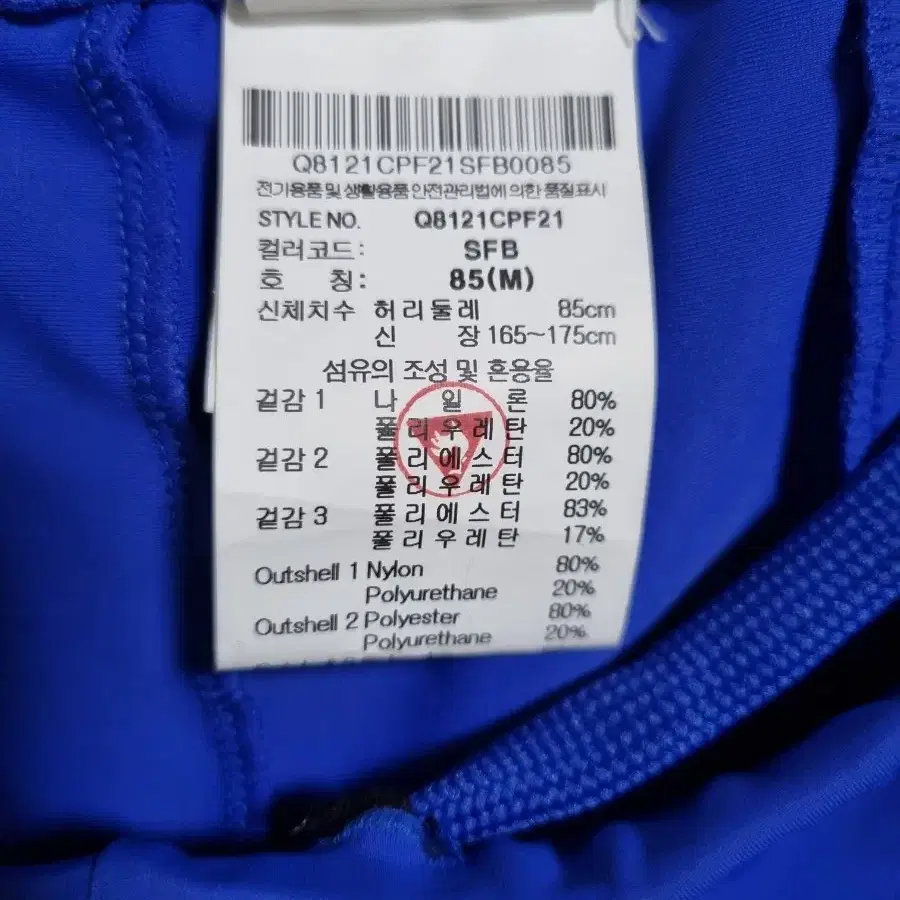 Q8121CPF21SFB0085
전기용품및 생활용품 안전관리법에 의한 품질표시
STYLE NO. Q8121CPF21
컬러코드: SFB
호 칭: 85(M)
신체치수 허리둘레 85cm
신 장 165~175cm
섬유의 조성 및 혼용율
겉감 1 나 일 론 80%
폴리우레탄 20%
겉감 2 폴리에스터 80%
폴리우레탄 20%
겉감 3 폴리에스터 83%
폴리우레탄 17%
Outshell 1 Nylon 80%
Polyurethane 20%
Outshell 2 Polyester 80%
Polyurethane 20%